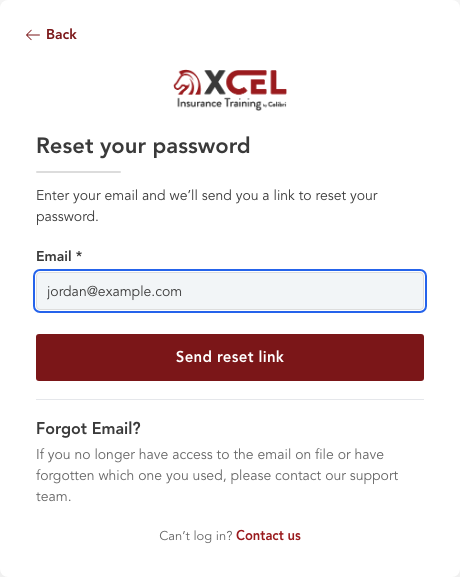 ← Back
XCEL
Insurance Training by Colibri
Reset your password
Enter your email and we'll send you a link to reset your
password.
Email *
jordan@example.com
Send reset link
Forgot Email?
If you no longer have access to the email on file or have
forgotten which one you used, please contact our support
team.
Can't log in? Contact us